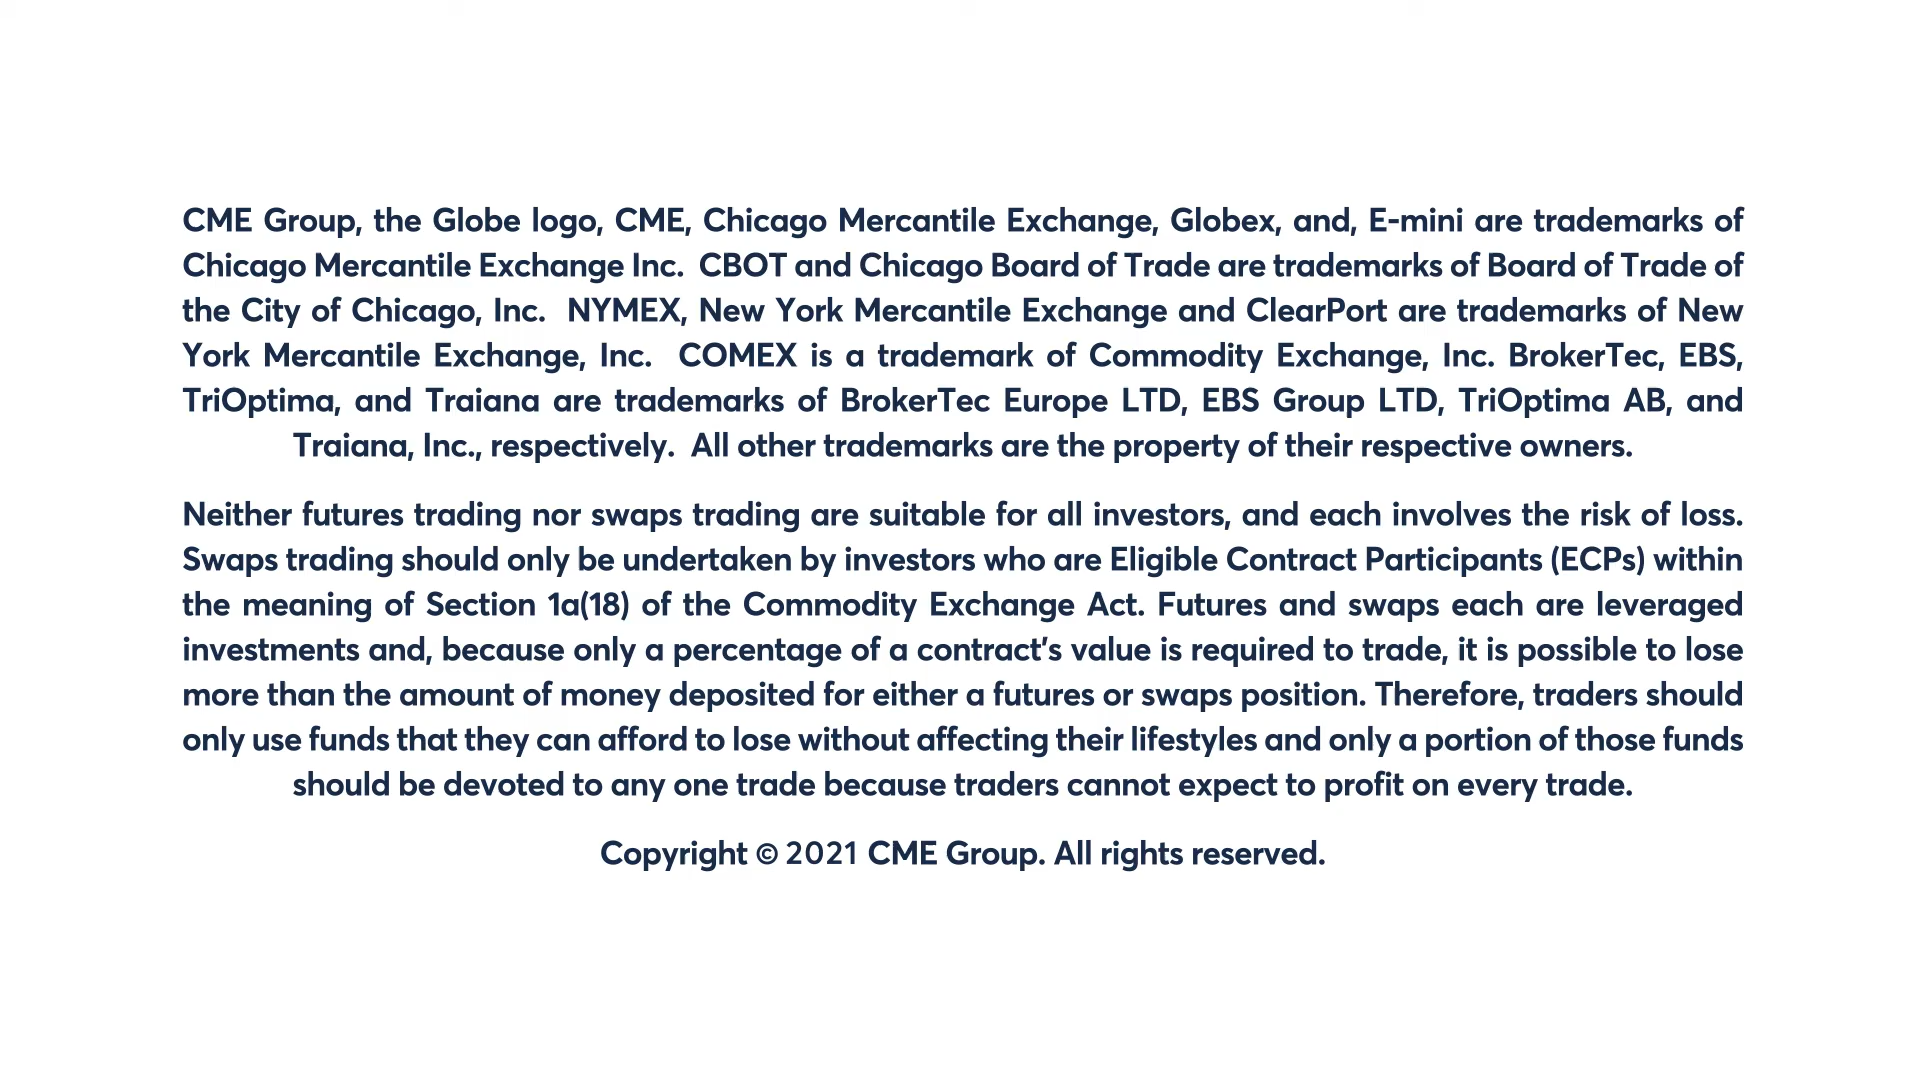 CME Group, the Globe logo, CME, Chicago Mercantile Exchange, Globex, and, E-mini are trademarks of
Chicago Mercantile Exchange Inc.  CBOT and Chicago Board of Trade are trademarks of Board of Trade of
the City of Chicago, Inc.  NYMEX, New York Mercantile Exchange and ClearPort are trademarks of New
York Mercantile Exchange, Inc.  COMEX is a trademark of Commodity Exchange, Inc. BrokerTec, EBS,
TriOptima, and Traiana are trademarks of BrokerTec Europe LTD, EBS Group LTD, TriOptima AB, and
Traiana, Inc., respectively.  All other trademarks are the property of their respective owners.
Neither futures trading nor swaps trading are suitable for all investors, and each involves the risk of loss.
Swaps trading should only be undertaken by investors who are Eligible Contract Participants (ECPs) within
the meaning of Section 1a(18) of the Commodity Exchange Act. Futures and swaps each are leveraged
investments and, because only a percentage of a contract's value is required to trade, it is possible to lose
more than the amount of money deposited for either a futures or swaps position. Therefore, traders should
only use funds that they can afford to lose without affecting their lifestyles and only a portion of those funds
should be devoted to any one trade because traders cannot expect to profit on every trade.
Copyright © 2021 CME Group. All rights reserved.